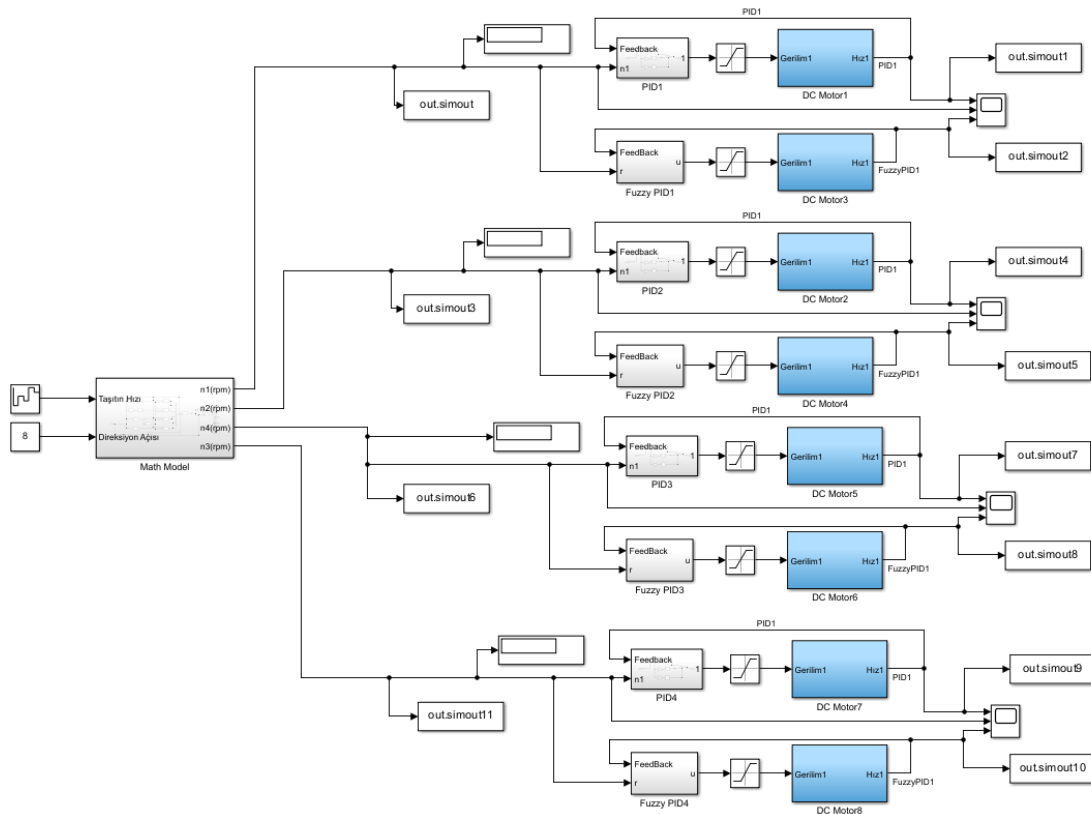 PID1
Feedback
n1
1
PID1
Gerilim1
Hız1
DC Motor1
PID1
out.simout1
out.simout
FeedBack
r
u
Fuzzy PID1
Gerilim1
Hız1
DC Motor3
FuzzyPID1
out.simout2
PID1
Feedback
n1
1
PID2
Gerilim1
Hız1
DC Motor2
PID1
out.simout4
out.simout3
FeedBack
r
u
Fuzzy PID2
Gerilim1
Hız1
DC Motor4
FuzzyPID1
out.simout5
8
Taşıtın Hızı
Direksiyon Açısı
n1(rpm)
n2(rpm)
n4(rpm)
n3(rpm)
Math Model
PID1
Feedback
n1
1
PID3
Gerilim1
Hız1
DC Motor5
PID1
out.simout7
out.simout6
FeedBack
r
u
Fuzzy PID3
Gerilim1
Hız1
DC Motor6
FuzzyPID1
out.simout8
PID1
Feedback
n1
1
PID4
Gerilim1
Hız1
DC Motor7
PID1
out.simout9
out.simout11
FeedBack
r
u
Fuzzy PID4
Gerilim1
Hız1
DC Motor8
FuzzyPID1
out.simout10